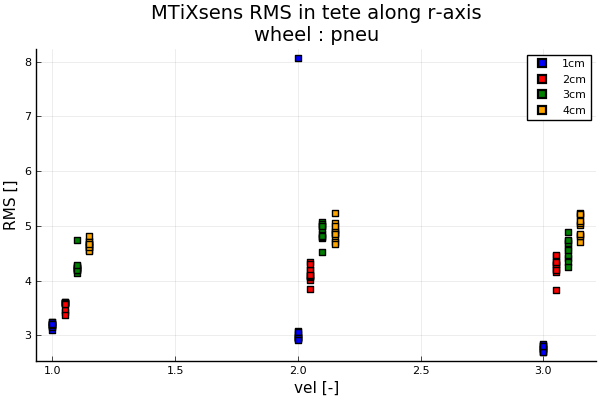 MTiXsens RMS in tete along r-axis
wheel : pneu
8
7
6
5
4
3
RMS []
1cm
2cm
3cm
4cm
1.0
1.5
2.0
2.5
3.0
vel [-]